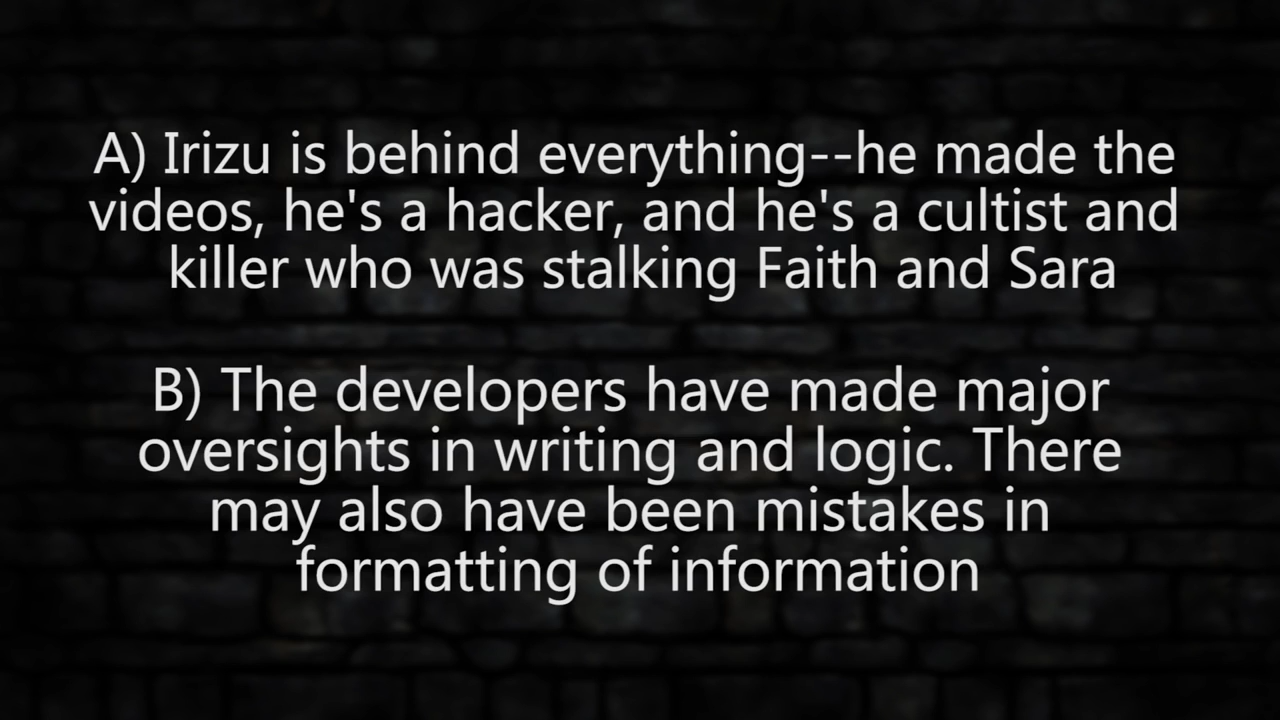 A) Irizu is behind everything--he made the
videos, he's a hacker, and he's a cultist and
killer who was stalking Faith and Sara
B) The developers have made major
oversights in writing and logic. There
may also have been mistakes in
formatting of information